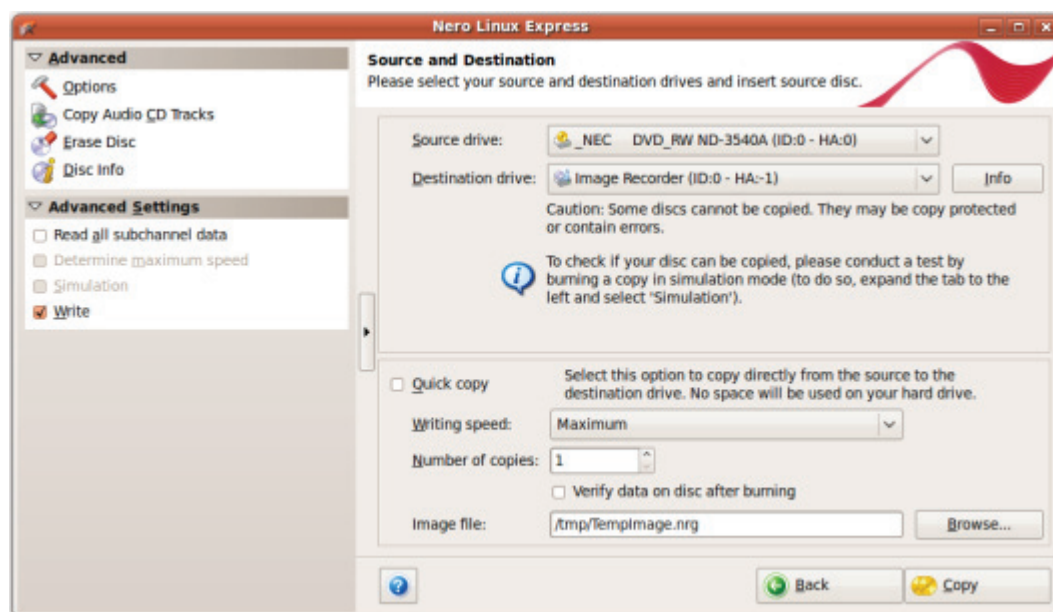 Nero Linux Express
Advanced
Options
Copy Audio CD Tracks
Erase Disc
Disc Info
Advanced Settings
Read all subchannel data
Determine maximum speed
Simulation
Write
Source and Destination
Please select your source and destination drives and insert source disc.
Source drive: _NEC DVD_RW ND-3540A (ID:0 - HA:0)
Destination drive: Image Recorder (ID:0 - HA:-1) Info
Caution: Some discs cannot be copied. They may be copy protected
or contain errors.
To check if your disc can be copied, please conduct a test by
burning a copy in simulation mode (to do so, expand the tab to the
left and select 'Simulation').
Quick copy
Select this option to copy directly from the source to the
destination drive. No space will be used on your hard drive.
Writing speed: Maximum
Number of copies: 1
Verify data on disc after burning
Image file: /tmp/TempImage.nrg Browse...
Back Copy